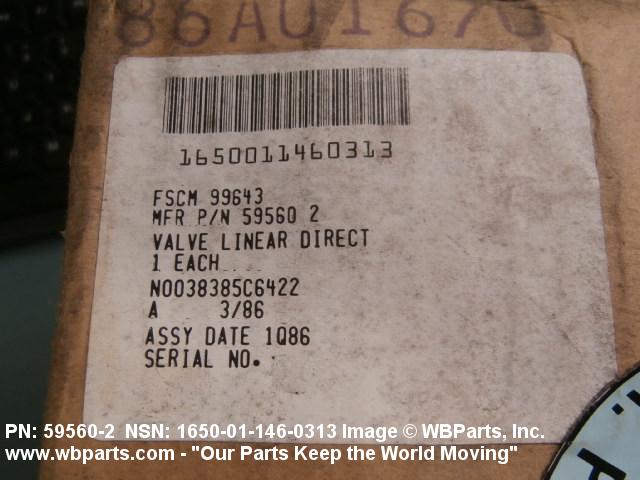 86AU1670
1650011460313
FSCM 99643
MFR P/N 59560 2
VALVE LINEAR DIRECT
1 EACH
N0038385C6422
A 3/86
ASSY DATE 1Q86
SERIAL NO.
PN: 59560-2 NSN: 1650-01-146-0313 Image © WBParts, Inc.
www.wbparts.com - "Our Parts Keep the World Moving"